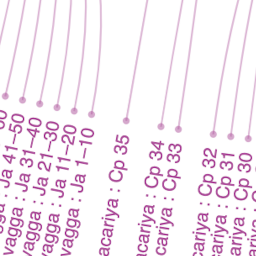 vagga : Ja 41–50
vagga : Ja 31–40
vagga : Ja 21–30
vagga : Ja 11–20
vagga : Ja 1–10
acariya : Cp 35
acariya : Cp 34
cariya : Cp 33
cariya : Cp 32
cariya : Cp 31
cariya : Cp 30